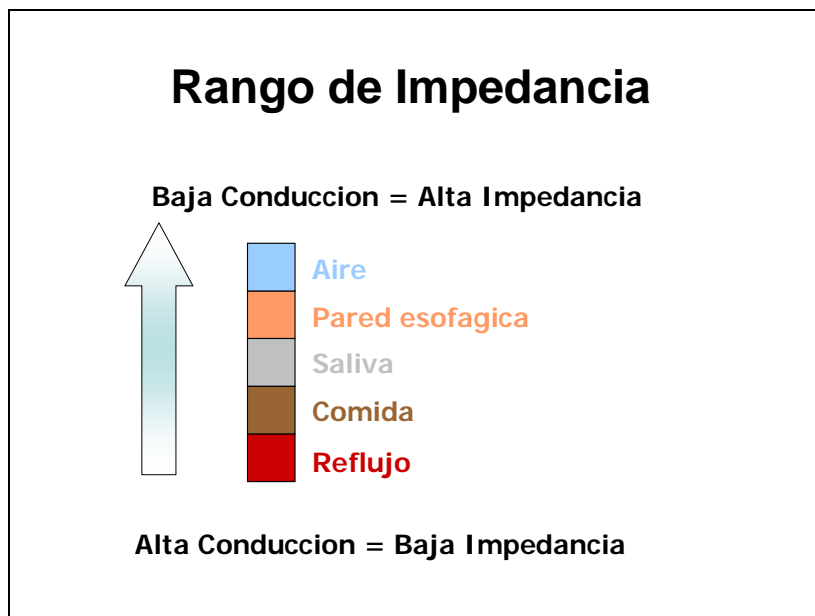 Rango de Impedancia
Baja Conduccion = Alta Impedancia
Aire
Pared esofagica
Saliva
Comida
Reflujo
Alta Conduccion = Baja Impedancia